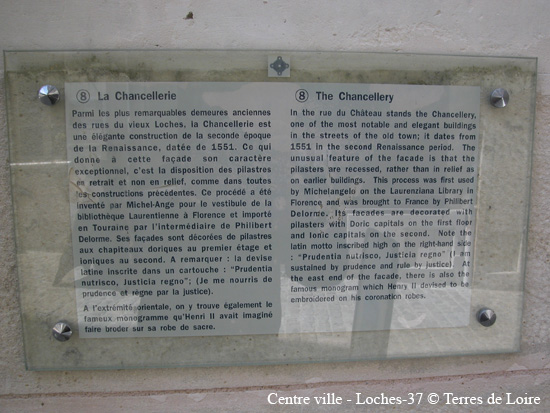 8 La Chancellerie
Parmi les plus remarquables demeures anciennes
des rues du vieux Loches, la Chancellerie est
une élégante construction de la seconde époque
de la Renaissance, datée de 1551. Ce qui
donne à cette façade son caractère
exceptionnel, c'est la disposition des pilastres
en retrait et non en relief, comme dans toutes
les constructions précédentes. Ce procédé a été
inventé par Michel-Ange pour le vestibule de la
bibliothèque Laurentienne à Florence et importé
en Touraine par l'intermédiaire de Philibert
Delorme. Ses façades sont décorées de pilastres
aux chapiteaux doriques au premier étage et
ioniques au second. A remarquer : la devise
latine inscrite dans un cartouche : "Prudentia
nutrisco, Justicia regno"; (Je me nourris de
prudence et règne par la justice).
A l'extrémité orientale, on y trouve également le
fameux monogramme qu'Henri II avait imaginé
faire broder sur sa robe de sacre.
8 The Chancellery
In the rue du Château stands the Chancellery,
one of the most notable and elegant buildings
in the streets of the old town; it dates from
1551 in the second Renaissance period. The
unusual feature of the facade is that the
pilasters are recessed, rather than in relief as
on earlier buildings. This process was first used
by Michelangelo on the Laurenziana Library in
Florence and was brought to France by Philibert
Delorme. Its facades are decorated with
pilasters with Doric capitals on the first floor
and Ionic capitals on the second. Note the
latin motto inscribed high on the right-hand side
: "Prudentia nutrisco, Justicia regno" (I am
sustained by prudence and rule by justice). At
the east end of the facade, there is also the
famous monogram which Henry II devised to be
embroidered on his coronation robes.
Centre ville - Loches-37 © Terres de Loire